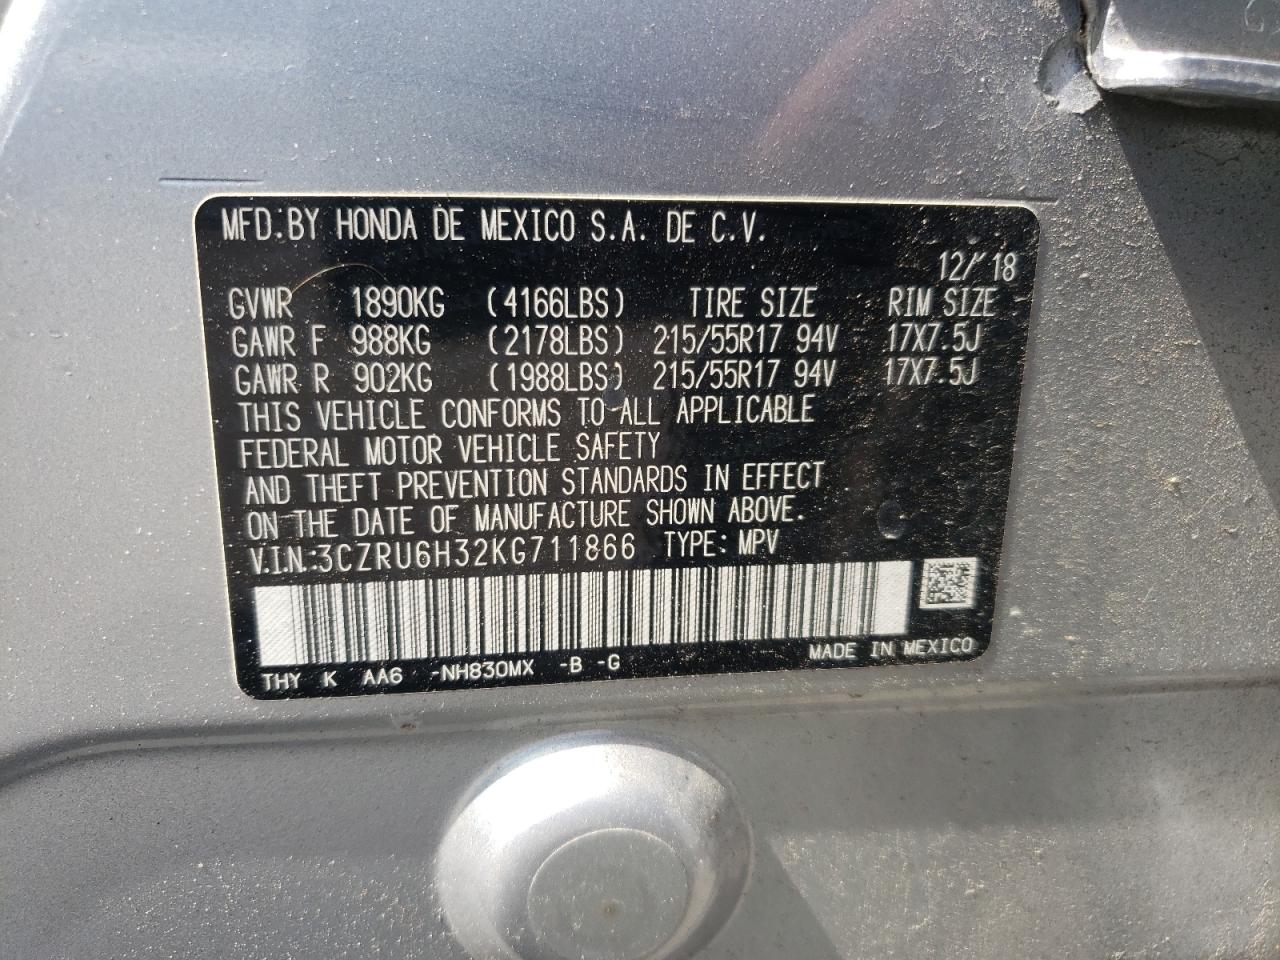 MFD. BY HONDA DE MEXICO S.A. DE C.V.
12/ 18
GVWR 1890KG (4166LBS) TIRE SIZE RIM SIZE
GAWR F 988KG (2178LBS) 215/55R17 94V 17X7.5J
GAWR R 902KG (1988LBS) 215/55R17 94V 17X7.5J
THIS VEHICLE CONFORMS TO ALL APPLICABLE
FEDERAL MOTOR VEHICLE SAFETY
AND THEFT PREVENTION STANDARDS IN EFFECT
ON THE DATE OF MANUFACTURE SHOWN ABOVE.
V.I.N.:3CZRU6H32KG711866 TYPE: MPV
MADE IN MEXICO
THY K AA6 -NH830MX -B -G